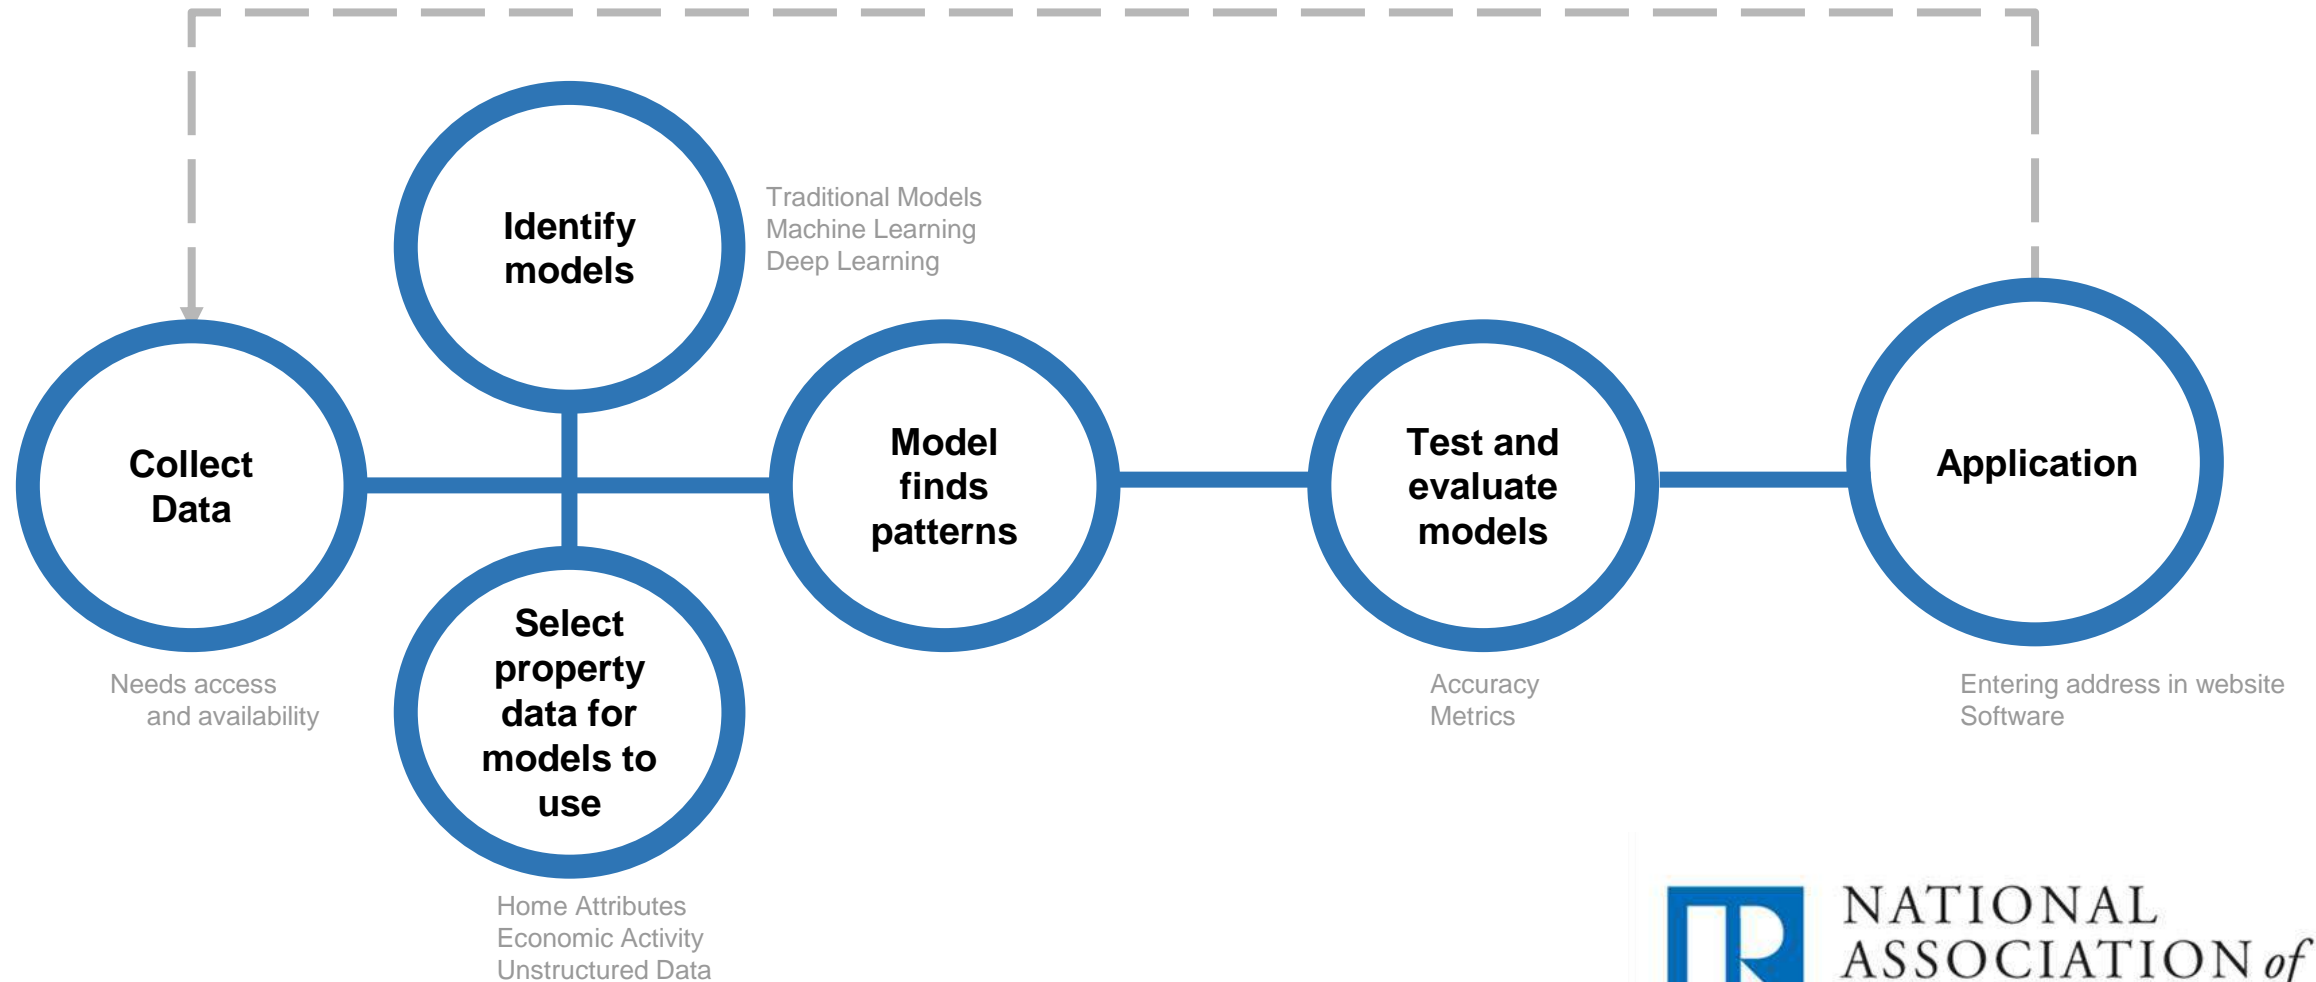 Identify
models
Traditional Models
Machine Learning
Deep Learning
Collect
Data
Needs access
and availability
Select
property
data for
models to
use
Home Attributes
Economic Activity
Unstructured Data
Model
finds
patterns
Test and
evaluate
models
Accuracy
Metrics
Application
Entering address in website
Software
NATIONAL
ASSOCIATION of